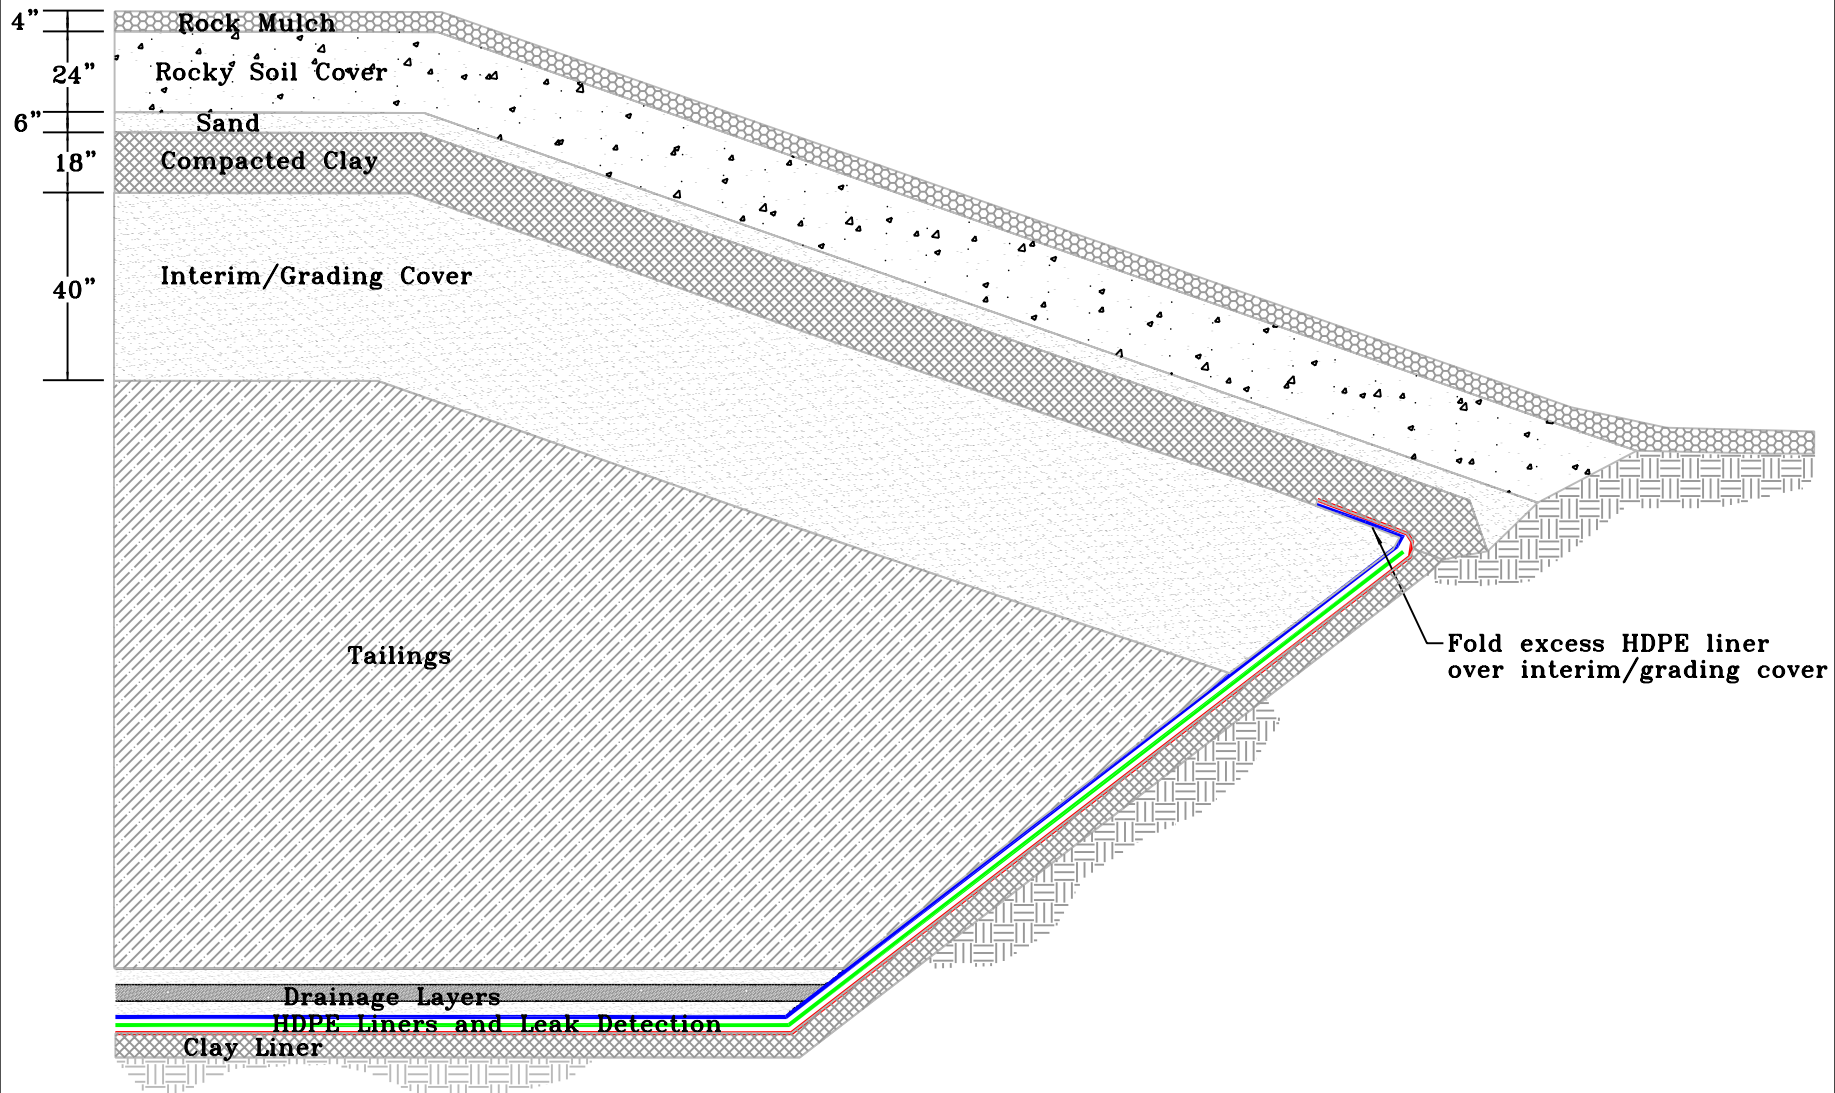 4”
Rock Mulch
24”
Rocky Soil Cover
6”
Sand
18”
Compacted Clay
40”
Interim/Grading Cover
Fold excess HDPE liner
over interim/grading cover
Tailings
Drainage Layers
HDPE Liners and Leak Detection
Clay Liner